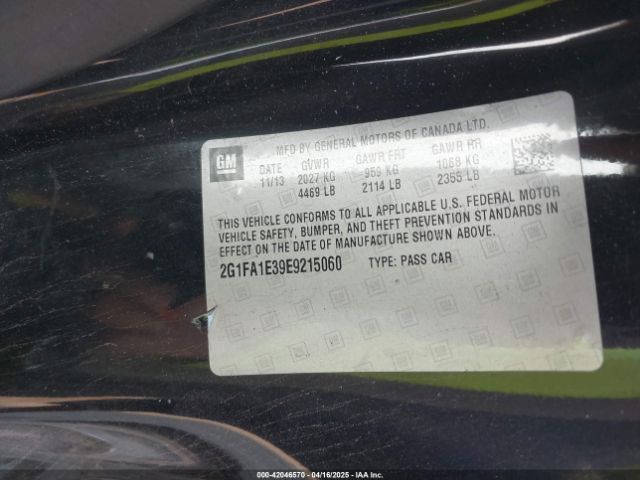 GM
MFD BY GENERAL MOTORS OF CANADA LTD.
DATE GVWR GAWR FRT GAWR RR
11/13 2027 KG 959 KG 1068 KG
4469 LB 2114 LB 2355 LB
THIS VEHICLE CONFORMS TO ALL APPLICABLE U.S. FEDERAL MOTOR
VEHICLE SAFETY, BUMPER, AND THEFT PREVENTION STANDARDS IN
EFFECT ON THE DATE OF MANUFACTURE SHOWN ABOVE.
2G1FA1E39E9215060 TYPE: PASS CAR
000-42046570 - 04/16/2025 - IAA Inc.